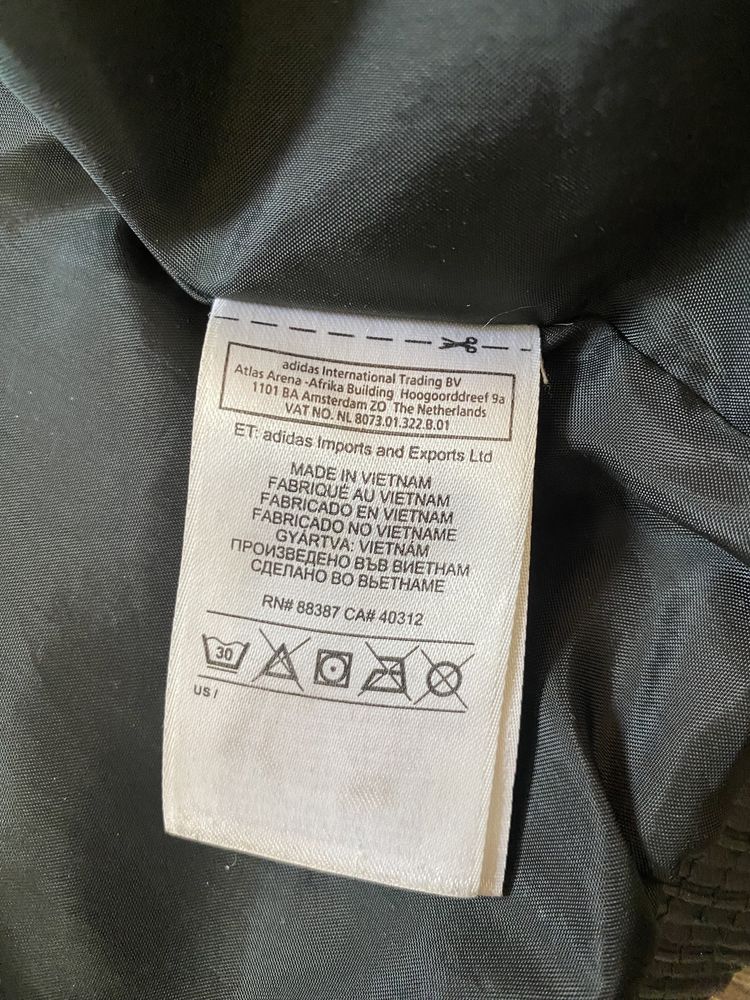 adidas International Trading BV
Atlas Arena -Afrika Building Hoogoorddreef 9a
1101 BA Amsterdam ZO The Netherlands
VAT NO. NL 8073.01.322.B.01
ET: adidas Imports and Exports Ltd
MADE IN VIETNAM
FABRIQUÉ AU VIETNAM
FABRICADO EN VIETNAM
FABRICADO NO VIETNAME
GYÁRTVA: VIETNÁM
ПРОИЗВЕДЕНО ВЪВ ВИЕТНАМ
СДЕЛАНО ВО ВЬЕТНАМЕ
RN# 88387 CA# 40312
30
US /